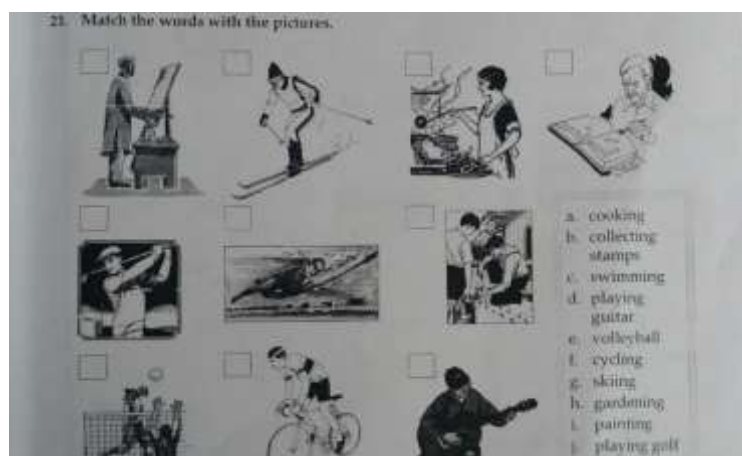 21. Match the words with the pictures.
a. cooking
b. collecting
stamps
c. swimming
d. playing
guitar
e. volleyball
f. cycling
g. skiing
h. gardening
i. painting
j. playing golf